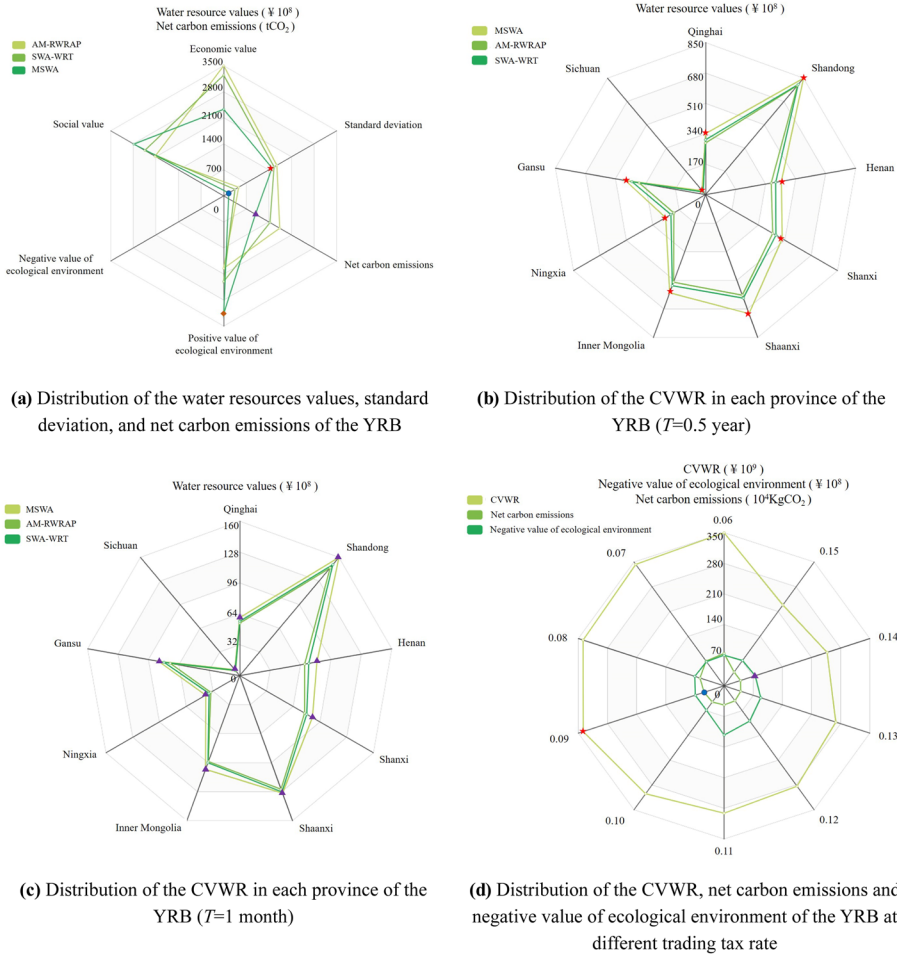 Water resource values (¥10⁸)
Net carbon emissions (tCO₂)
AM-RWRAP
SWA-WRT
MSWA
Economic value
3500
2800
2100
1400
700
0
Social value
Standard deviation
Negative value of
ecological environment
Net carbon emissions
Positive value of
ecological environment
(a) Distribution of the water resources values, standard
deviation, and net carbon emissions of the YRB
Water resource values (¥10⁸)
MSWA
AM-RWRAP
SWA-WRT
Qinghai
850
680
510
340
170
0
Sichuan
Shandong
Gansu
Henan
Ningxia
Shanxi
Inner Mongolia
Shaanxi
(b) Distribution of the CVWR in each province of the
YRB (T=0.5 year)
Water resource values (¥10⁸)
MSWA
AM-RWRAP
SWA-WRT
Qinghai
160
128
96
64
32
0
Sichuan
Shandong
Gansu
Henan
Ningxia
Shanxi
Inner Mongolia
Shaanxi
(c) Distribution of the CVWR in each province of the
YRB (T=1 month)
CVWR (¥10⁹)
Negative value of ecological environment (¥10⁸)
Net carbon emissions (10⁴KgCO₂)
CVWR
Net carbon emissions
Negative value of ecological environment
0.06
350
280
210
140
70
0
0.07
0.15
0.08
0.14
0.09
0.13
0.10
0.12
0.11
(d) Distribution of the CVWR, net carbon emissions and
negative value of ecological environment of the YRB at
different trading tax rate